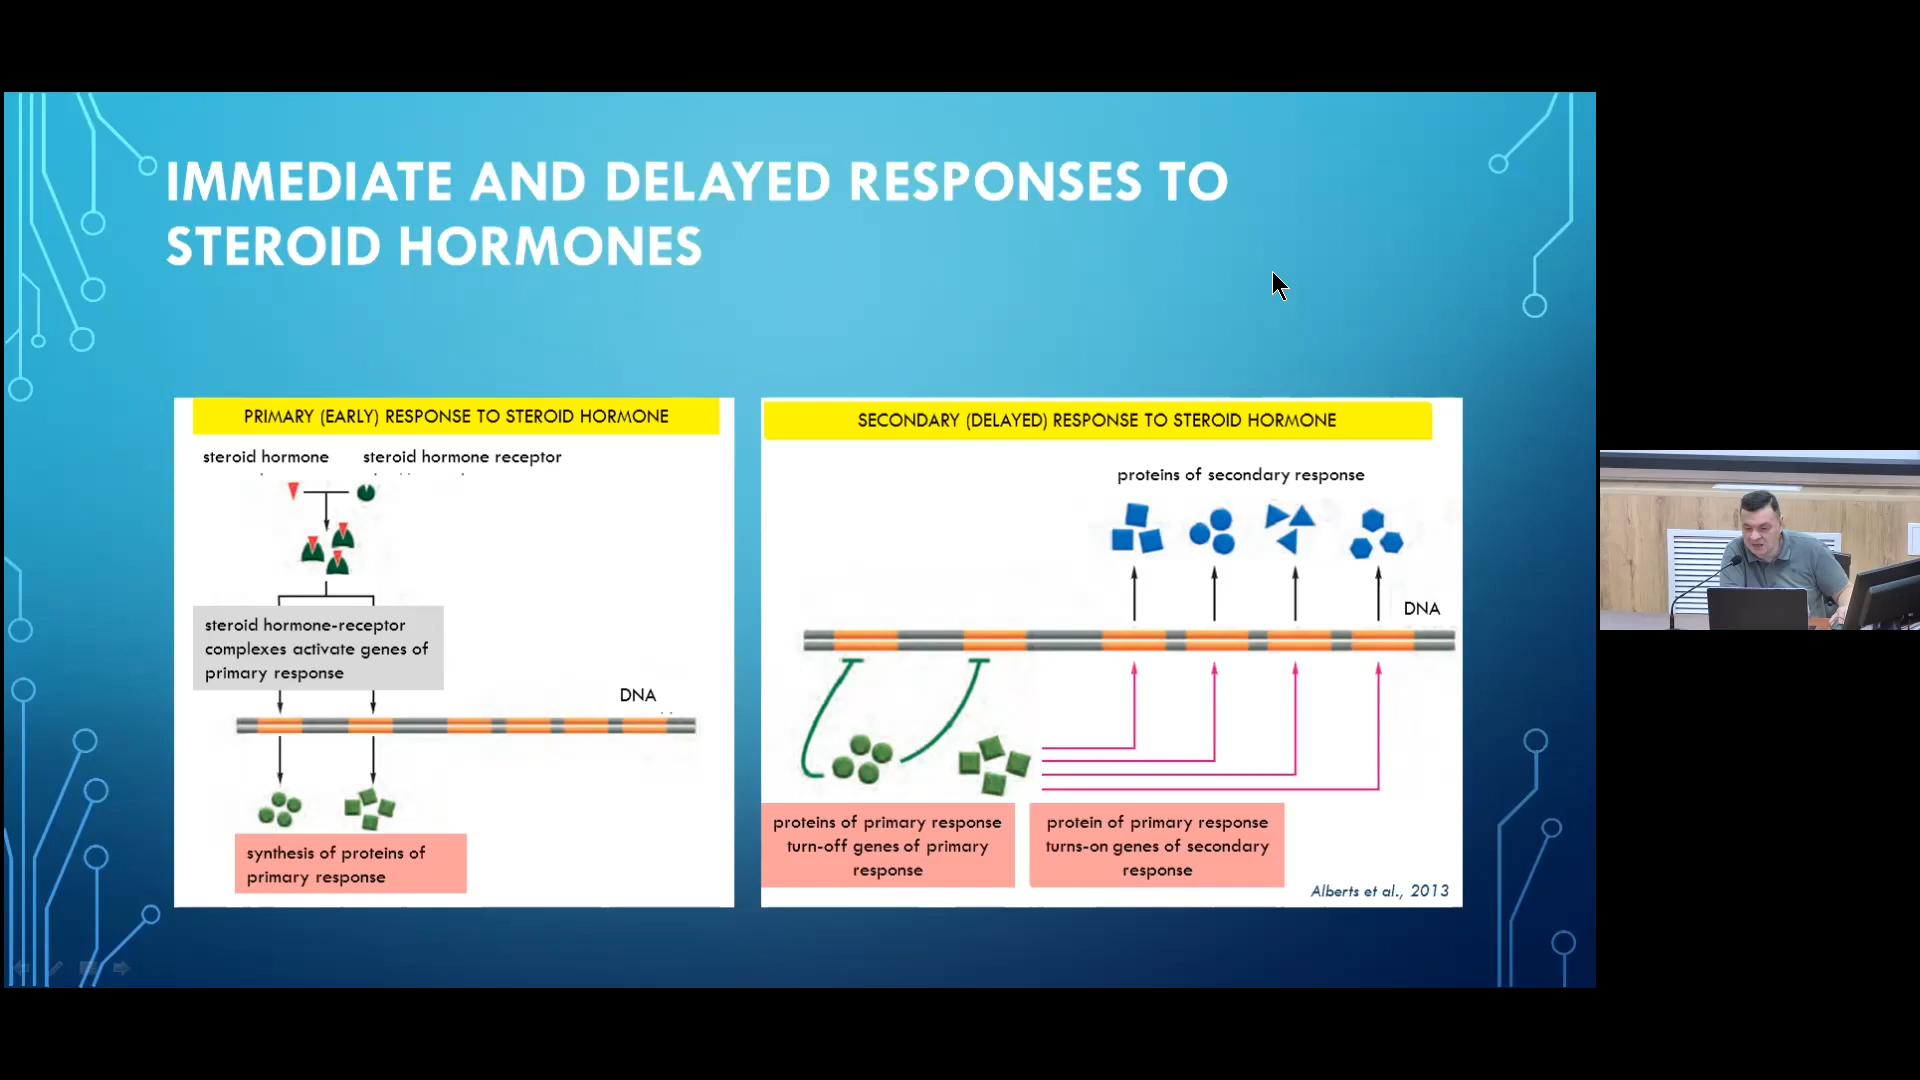 IMMEDIATE AND DELAYED RESPONSES TO
STEROID HORMONES
PRIMARY (EARLY) RESPONSE TO STEROID HORMONE
steroid hormone
steroid hormone receptor
steroid hormone-receptor
complexes activate genes of
primary response
DNA
synthesis of proteins of
primary response
SECONDARY (DELAYED) RESPONSE TO STEROID HORMONE
proteins of secondary response
DNA
proteins of primary response
turn-off genes of primary
response
protein of primary response
turns-on genes of secondary
response
Alberts et al., 2013